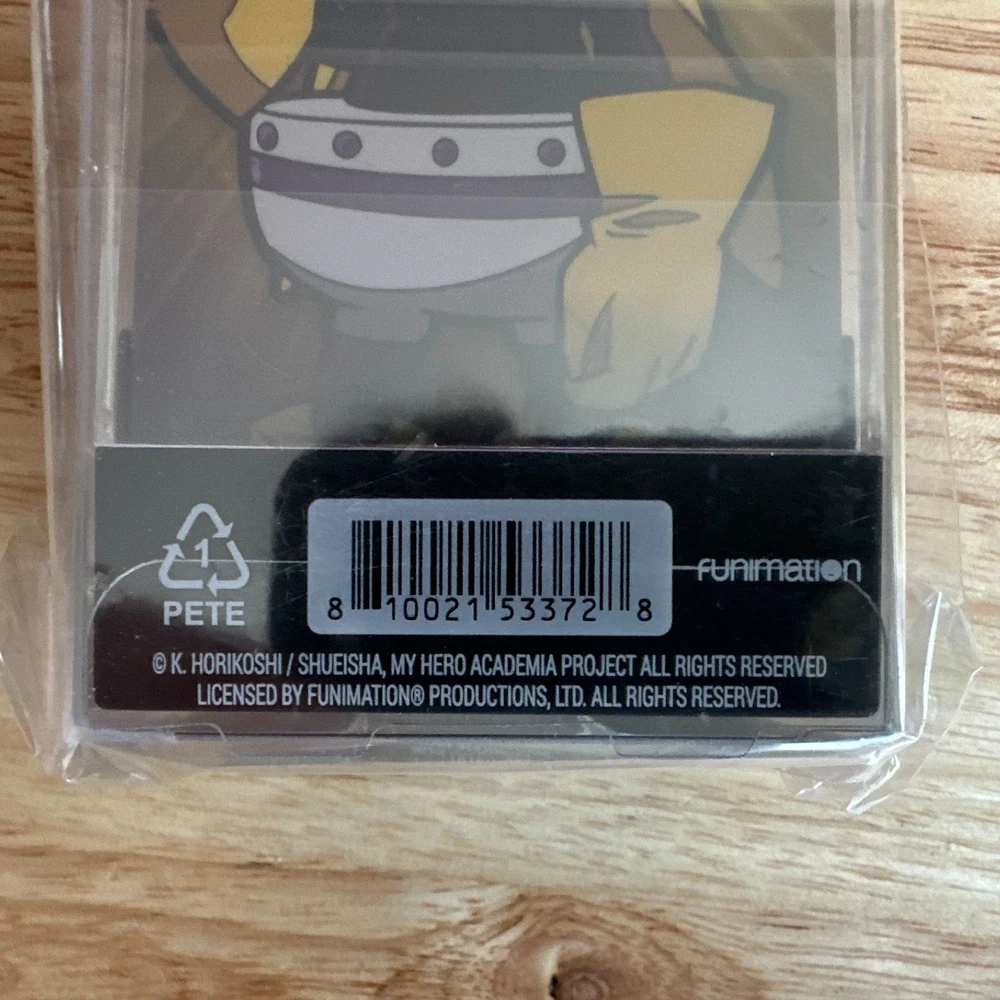 1
PETE
8 10021 53372 8
FUNIMATION
© K. HORIKOSHI / SHUEISHA, MY HERO ACADEMIA PROJECT ALL RIGHTS RESERVED
LICENSED BY FUNIMATION® PRODUCTIONS, LTD. ALL RIGHTS RESERVED.